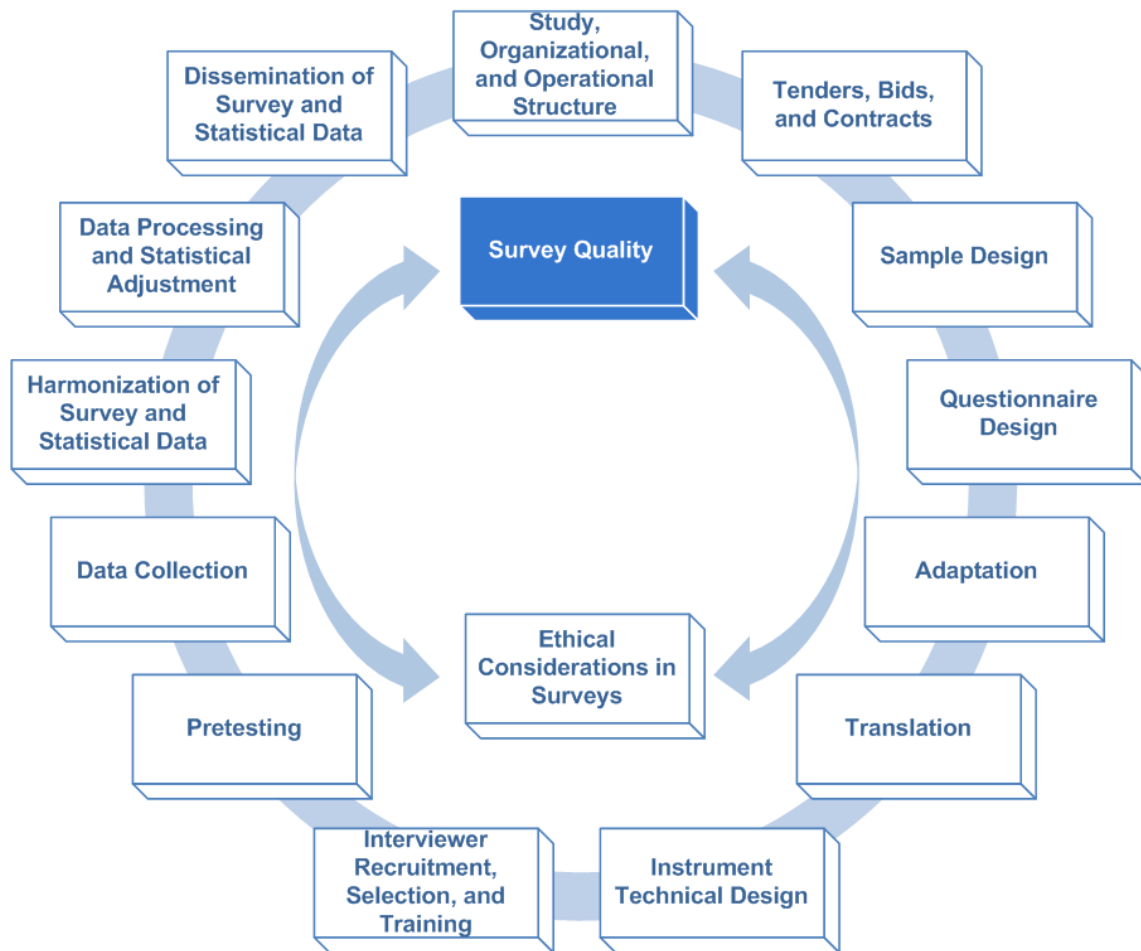 Study,
Organizational,
and Operational
Structure
Tenders, Bids,
and Contracts
Sample Design
Questionnaire
Design
Adaptation
Translation
Instrument
Technical Design
Interviewer
Recruitment,
Selection, and
Training
Pretesting
Data Collection
Harmonization of
Survey and
Statistical Data
Data Processing
and Statistical
Adjustment
Dissemination of
Survey and
Statistical Data
Survey Quality
Ethical
Considerations in
Surveys